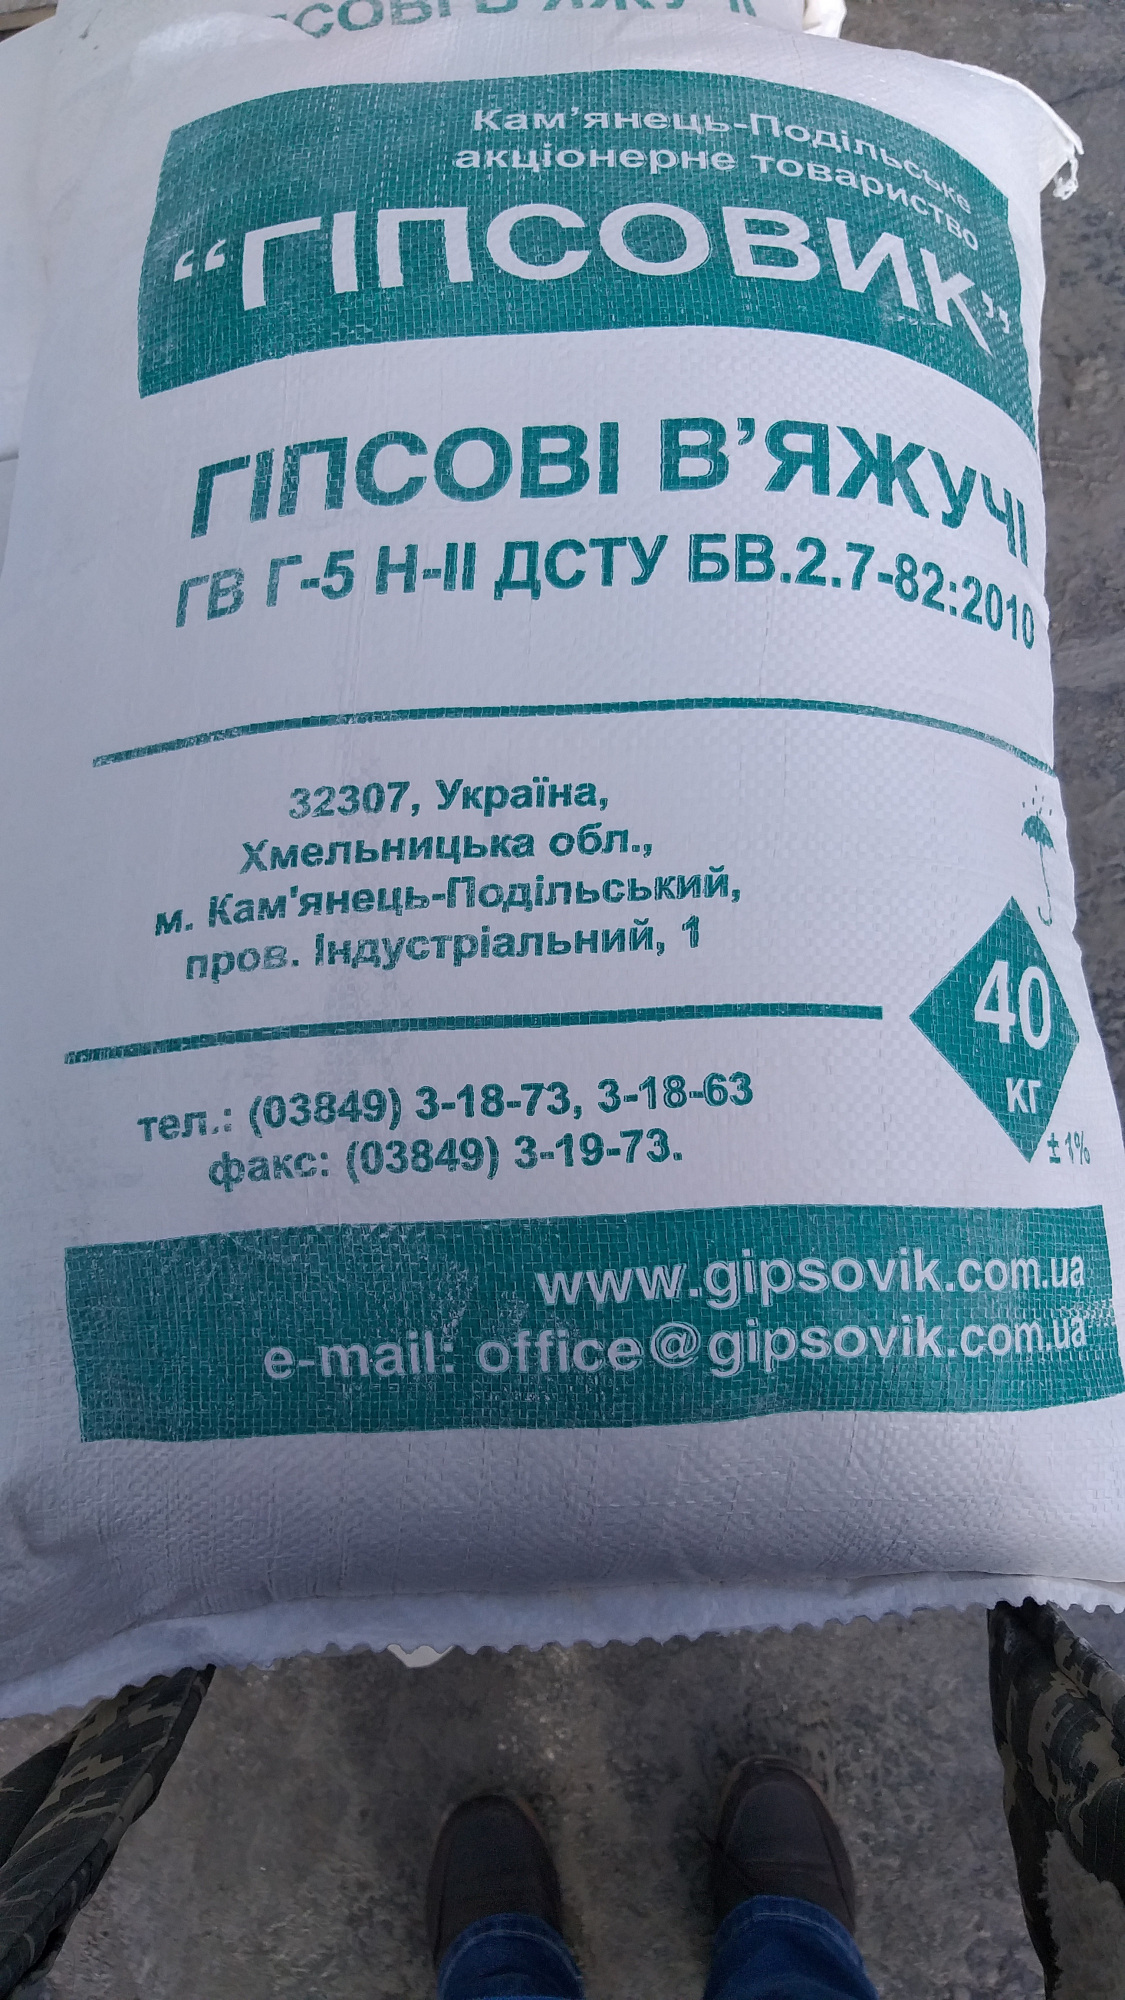 ГІПСОВІ В'ЯЖУЧІ
Кам’янець-Подільське
акціонерне товариство
“ГІПСОВИК”
ГІПСОВІ В’ЯЖУЧІ
ГВ Г-5 Н-ІІ ДСТУ БВ.2.7-82:2010
32307, Україна,
Хмельницька обл.,
м. Кам'янець-Подільський,
пров. Індустріальний, 1
40
кг
± 1%
тел.: (03849) 3-18-73, 3-18-63
факс: (03849) 3-19-73.
www.gipsovik.com.ua
e-mail: office@gipsovik.com.ua